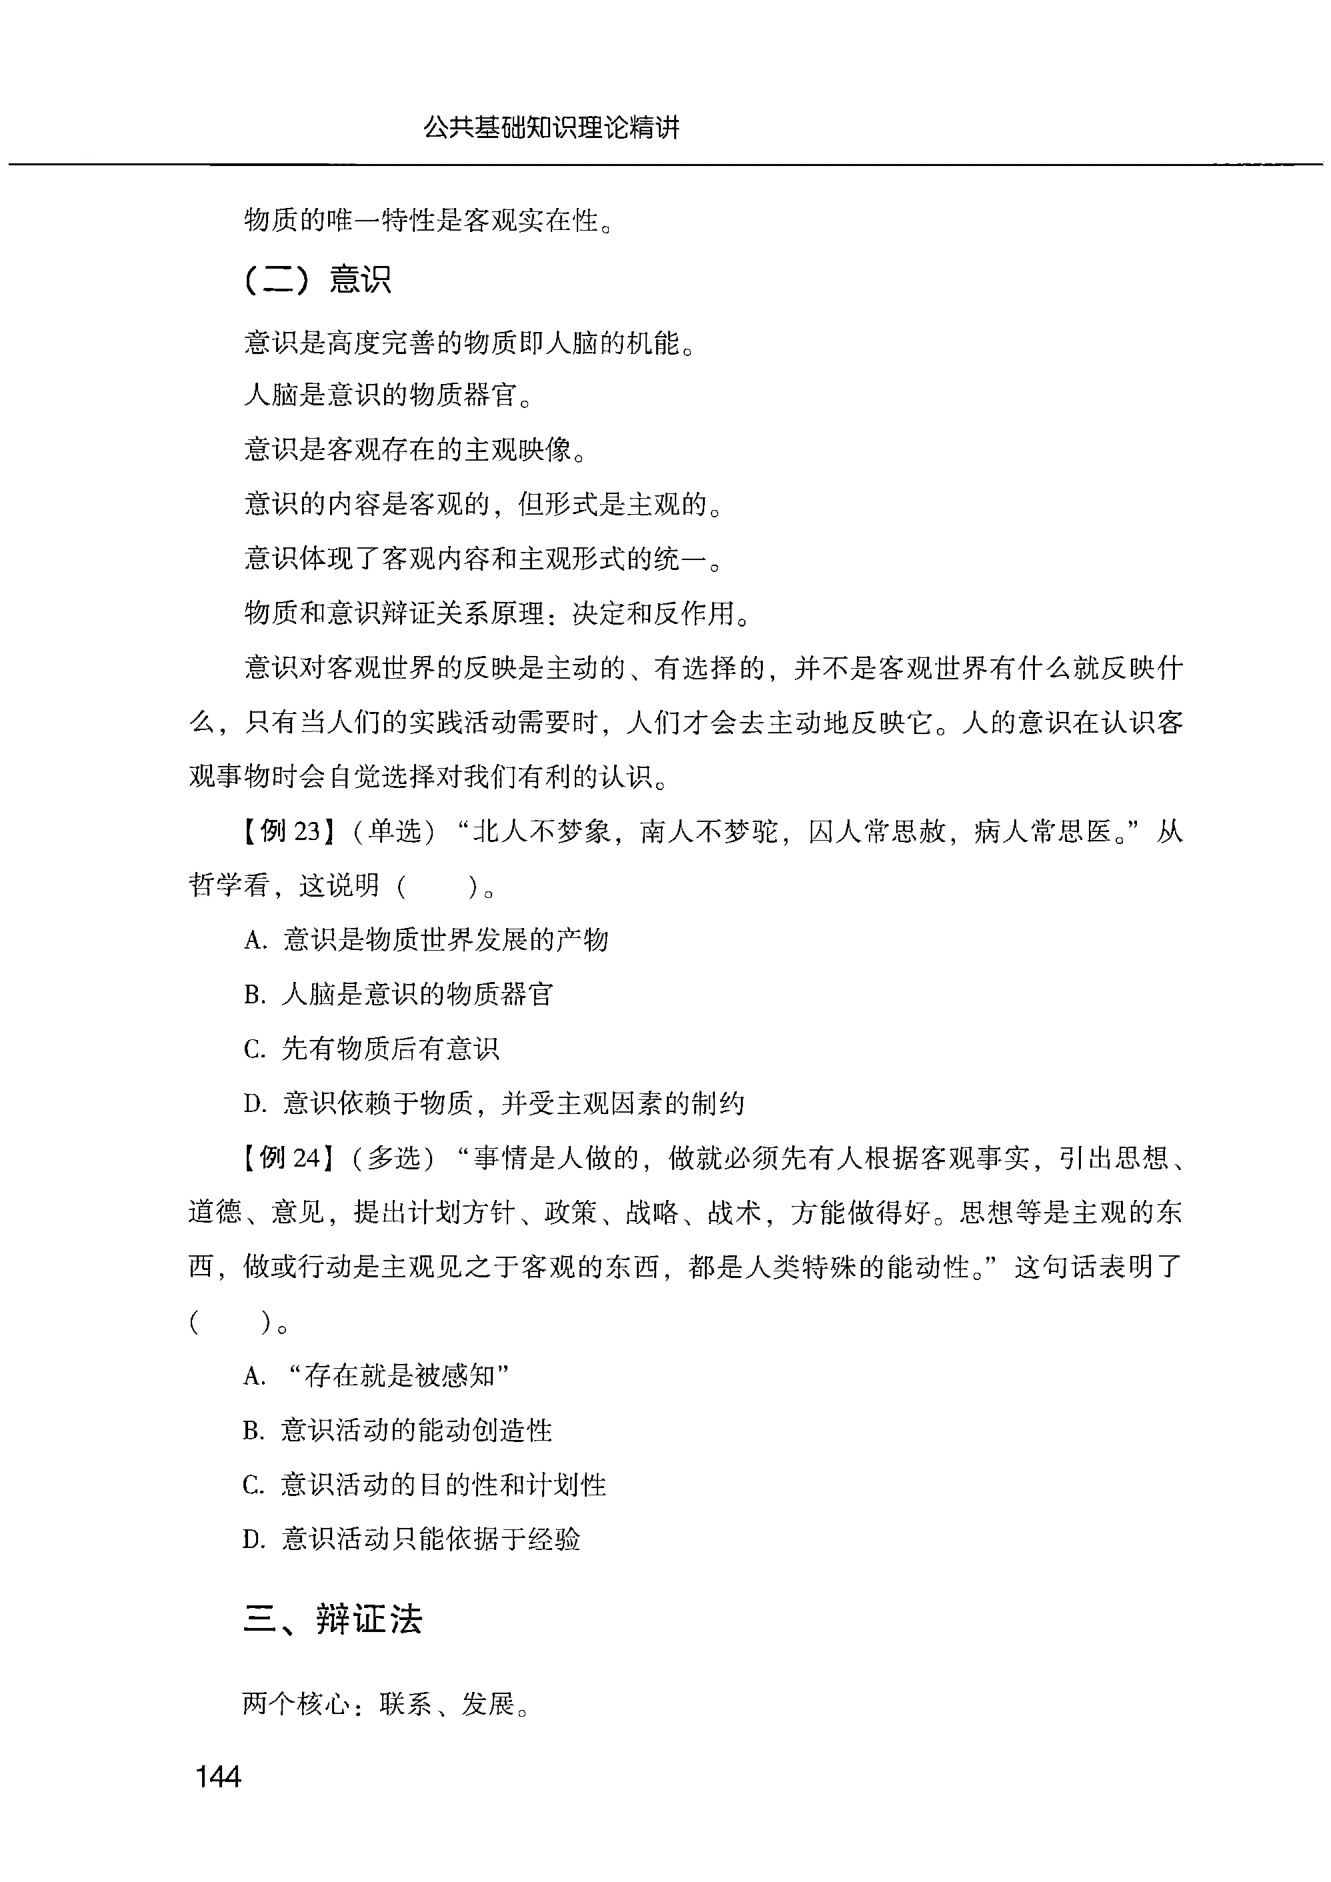 公共基础知识理论精讲
物质的唯一特性是客观实在性。
（二）意识
意识是高度完善的物质即人脑的机能。
人脑是意识的物质器官。
意识是客观存在的主观映像。
意识的内容是客观的，但形式是主观的。
意识体现了客观内容和主观形式的统一。
物质和意识辩证关系原理：决定和反作用。
意识对客观世界的反映是主动的、有选择的，并不是客观世界有什么就反映什
么，只有当人们的实践活动需要时，人们才会去主动地反映它。人的意识在认识客
观事物时会自觉选择对我们有利的认识。
【例 23】（单选）“北人不梦象，南人不梦驼，囚人常思赦，病人常思医。”从
哲学看，这说明（　　）。
A. 意识是物质世界发展的产物
B. 人脑是意识的物质器官
C. 先有物质后有意识
D. 意识依赖于物质，并受主观因素的制约
【例 24】（多选）“事情是人做的，做就必须先有人根据客观事实，引出思想、
道德、意见，提出计划方针、政策、战略、战术，方能做得好。思想等是主观的东
西，做或行动是主观见之于客观的东西，都是人类特殊的能动性。”这句话表明了
（　　）。
A. “存在就是被感知”
B. 意识活动的能动创造性
C. 意识活动的目的性和计划性
D. 意识活动只能依据于经验
三、辩证法
两个核心：联系、发展。
144